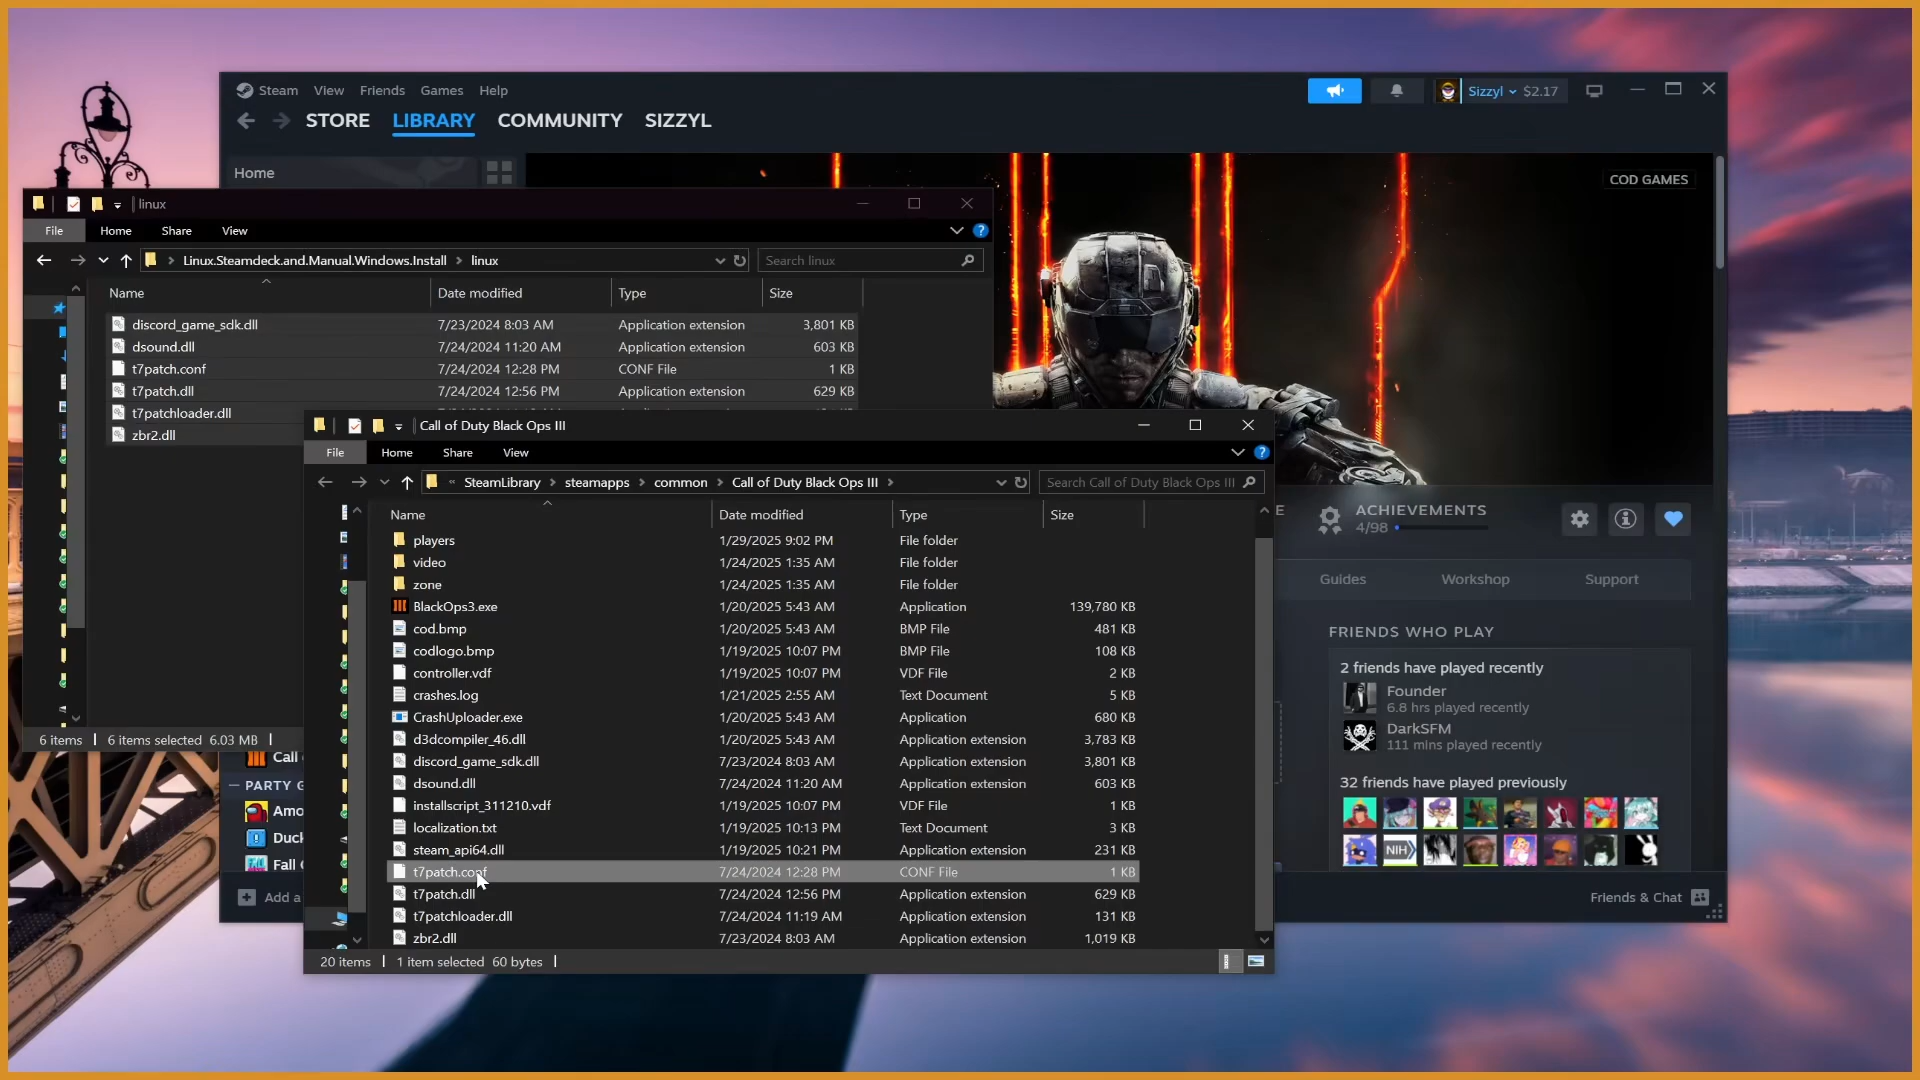 Steam View Friends Games Help
Sizzyl $2.17
STORE LIBRARY COMMUNITY SIZZYL
Home
COD GAMES
linux
File Home Share View
Linux.Steamdeck.and.Manual.Windows.Install > linux
Search linux
Name Date modified Type Size
discord_game_sdk.dll 7/23/2024 8:03 AM Application extension 3,801 KB
dsound.dll 7/24/2024 11:20 AM Application extension 603 KB
t7patch.conf 7/24/2024 12:28 PM CONF File 1 KB
t7patch.dll 7/24/2024 12:56 PM Application extension 629 KB
t7patchloader.dll
zbr2.dll
6 items 6 items selected 6.03 MB
Call of Duty Black Ops III
File Home Share View
« SteamLibrary > steamapps > common > Call of Duty Black Ops III >
Search Call of Duty Black Ops III
Name Date modified Type Size
players 1/29/2025 9:02 PM File folder
video 1/24/2025 1:35 AM File folder
zone 1/24/2025 1:35 AM File folder
BlackOps3.exe 1/20/2025 5:43 AM Application 139,780 KB
cod.bmp 1/20/2025 5:43 AM BMP File 481 KB
codlogo.bmp 1/19/2025 10:07 PM BMP File 108 KB
controller.vdf 1/19/2025 10:07 PM VDF File 2 KB
crashes.log 1/21/2025 2:55 AM Text Document 5 KB
CrashUploader.exe 1/20/2025 5:43 AM Application 680 KB
d3dcompiler_46.dll 1/20/2025 5:43 AM Application extension 3,783 KB
discord_game_sdk.dll 7/23/2024 8:03 AM Application extension 3,801 KB
dsound.dll 7/24/2024 11:20 AM Application extension 603 KB
installscript_311210.vdf 1/19/2025 10:07 PM VDF File 1 KB
localization.txt 1/19/2025 10:13 PM Text Document 3 KB
steam_api64.dll 1/19/2025 10:21 PM Application extension 231 KB
t7patch.conf 7/24/2024 12:28 PM CONF File 1 KB
t7patch.dll 7/24/2024 12:56 PM Application extension 629 KB
t7patchloader.dll 7/24/2024 11:19 AM Application extension 131 KB
zbr2.dll 7/23/2024 8:03 AM Application extension 1,019 KB
20 items 1 item selected 60 bytes
Call
PARTY G
Amo
Duck
Fall
Add a
E
ACHIEVEMENTS
4/98
Guides Workshop Support
FRIENDS WHO PLAY
2 friends have played recently
Founder
6.8 hrs played recently
DarkSFM
111 mins played recently
32 friends have played previously
NIH
Friends & Chat